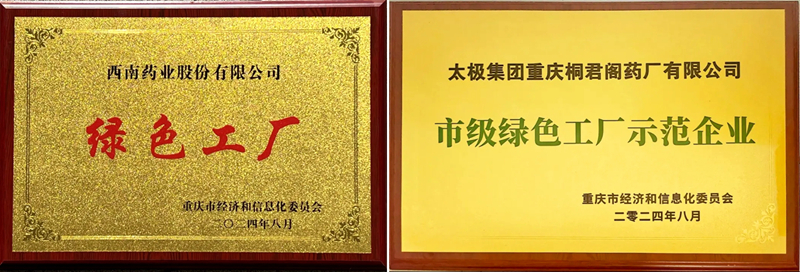 西南药业股份有限公司
绿色工厂
重庆市经济和信息化委员会
二〇二四年八月
太极集团重庆桐君阁药厂有限公司
市级绿色工厂示范企业
重庆市经济和信息化委员会
二零二四年八月